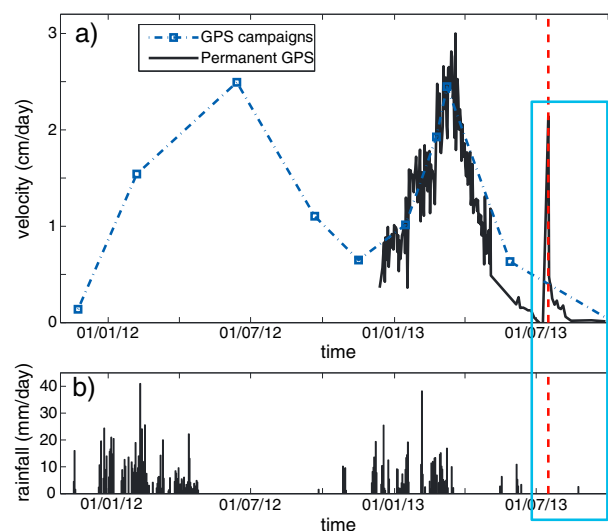 a)
GPS campaigns
Permanent GPS
3
2
1
0
velocity (cm/day)
01/01/12 01/07/12 01/01/13 01/07/13
time
b)
40
30
20
10
0
rainfall (mm/day)
01/01/12 01/07/12 01/01/13 01/07/13
time